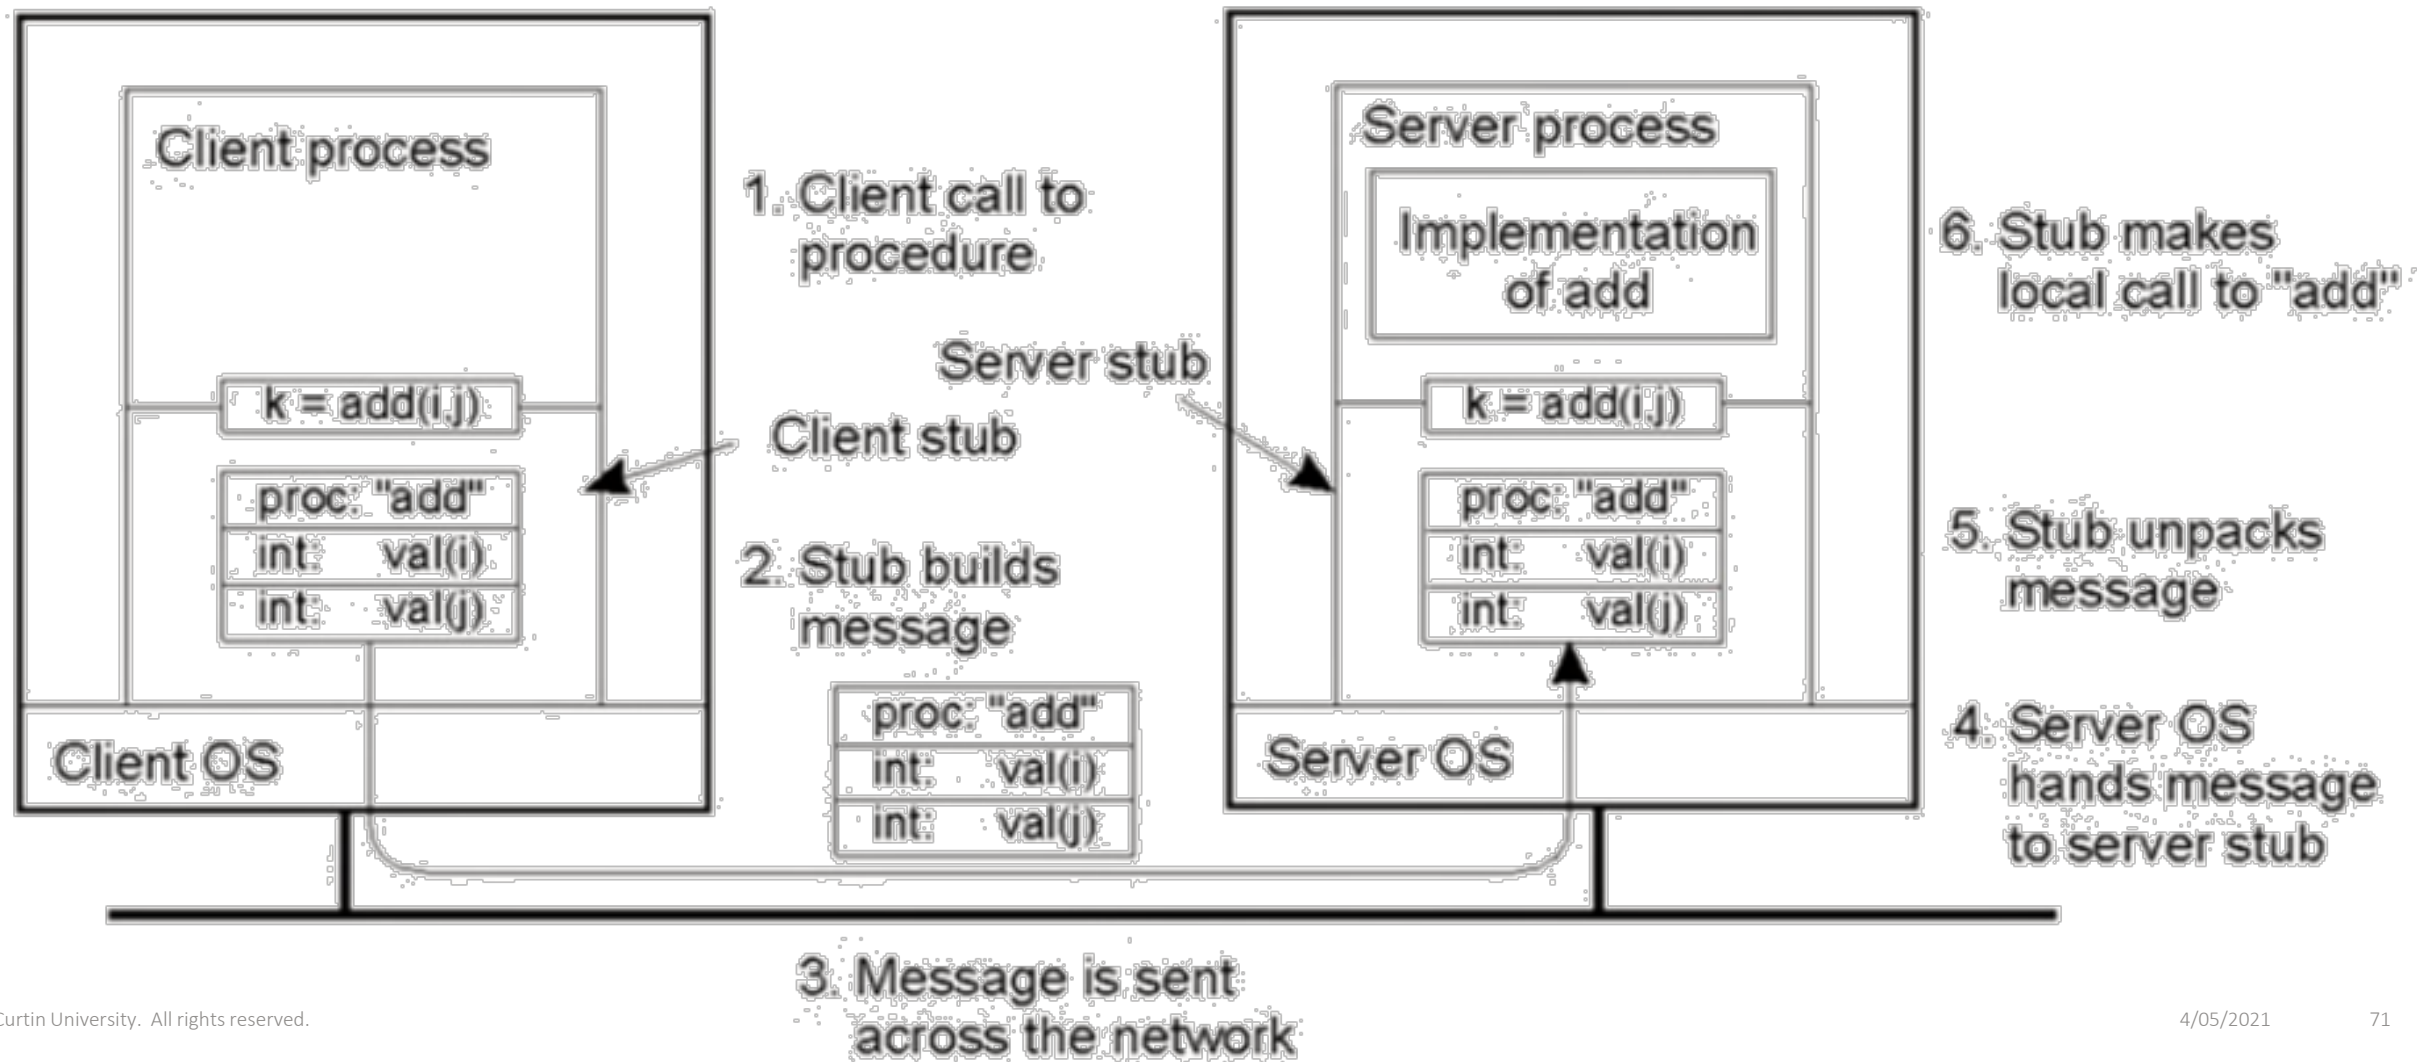 Client process
k = add(i,j)
proc: "add"
int: val(i)
int: val(j)
Client OS
1. Client call to
procedure
Server stub
Client stub
2. Stub builds
message
proc: "add"
int: val(i)
int: val(j)
3. Message is sent
across the network
Server process
Implementation
of add
k = add(i,j)
proc: "add"
int: val(i)
int: val(j)
Server OS
6. Stub makes
local call to "add"
5. Stub unpacks
message
4. Server OS
hands message
to server stub
Curtin University. All rights reserved.
4/05/2021
71